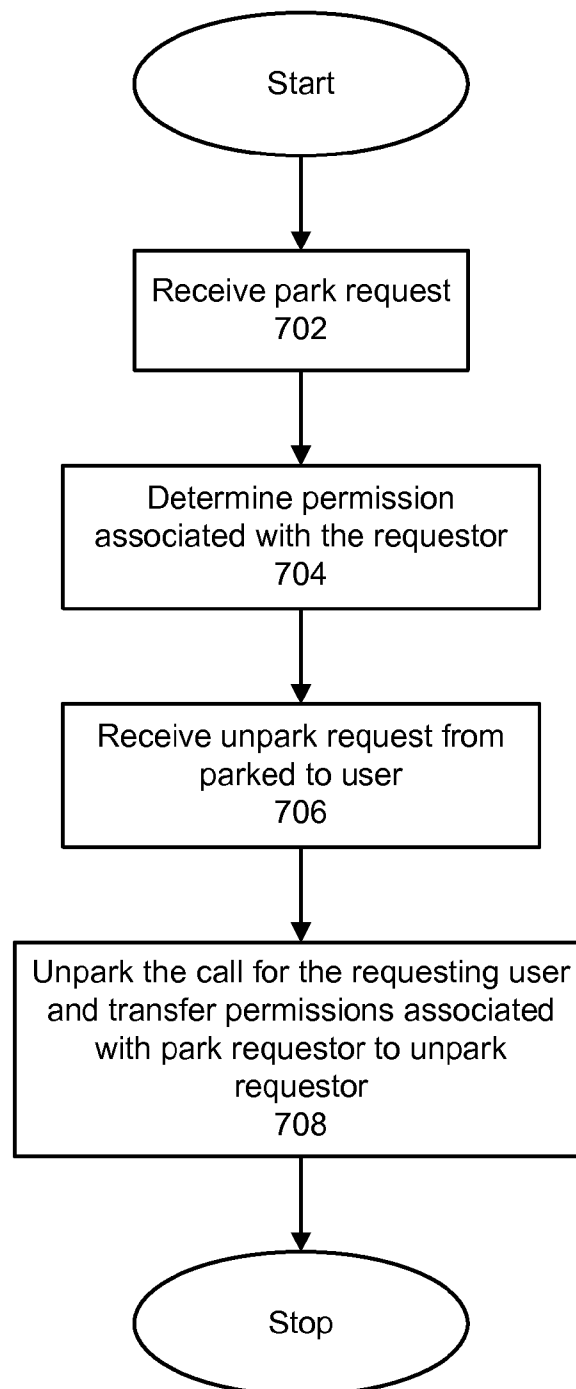 Start
Receive park request
702
Determine permission
associated with the requestor
704
Receive unpark request from
parked to user
706
Unpark the call for the requesting user
and transfer permissions associated
with park requestor to unpark
requestor
708
Stop